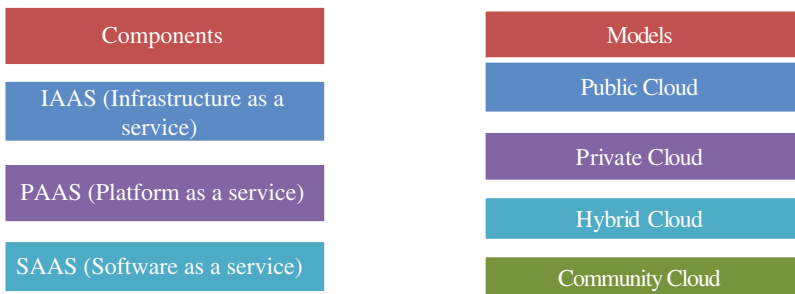 Components
IAAS (Infrastructure as a
service)
PAAS (Platform as a service)
SAAS (Software as a service)
Models
Public Cloud
Private Cloud
Hybrid Cloud
Community Cloud